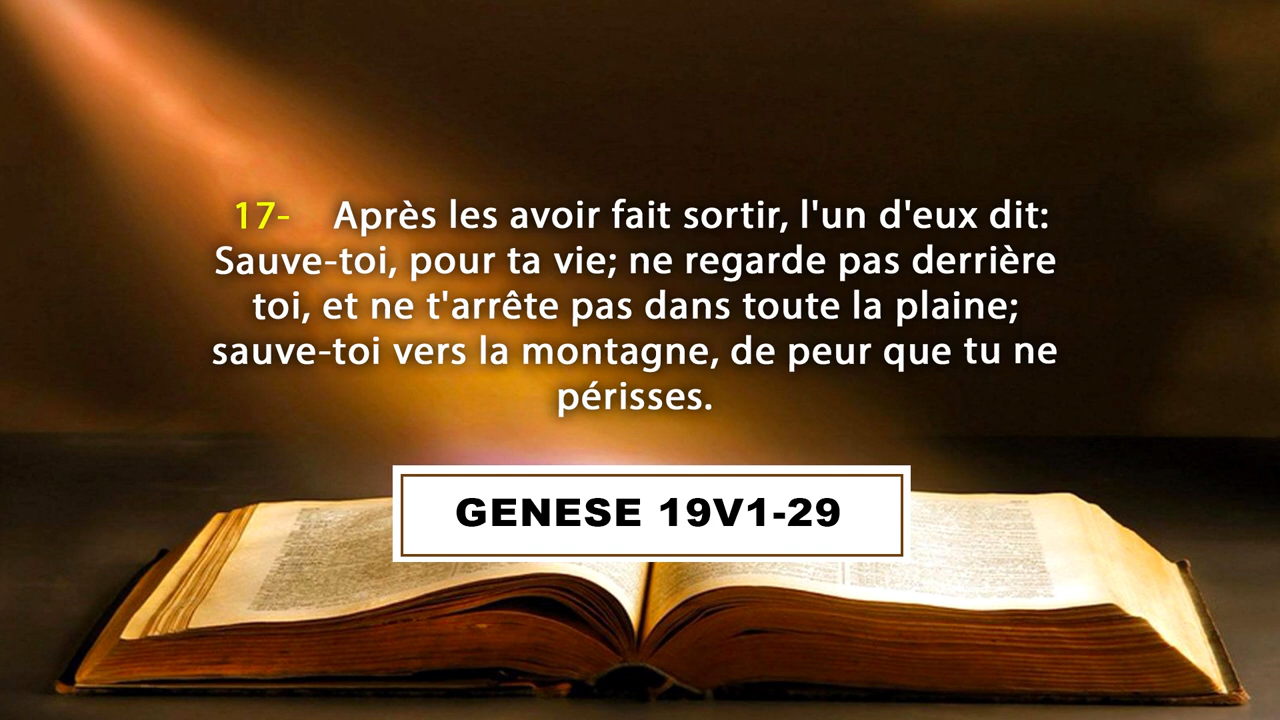 17- Après les avoir fait sortir, l'un d'eux dit:
Sauve-toi, pour ta vie; ne regarde pas derrière
toi, et ne t'arrête pas dans toute la plaine;
sauve-toi vers la montagne, de peur que tu ne
périsses.
GENESE 19V1-29